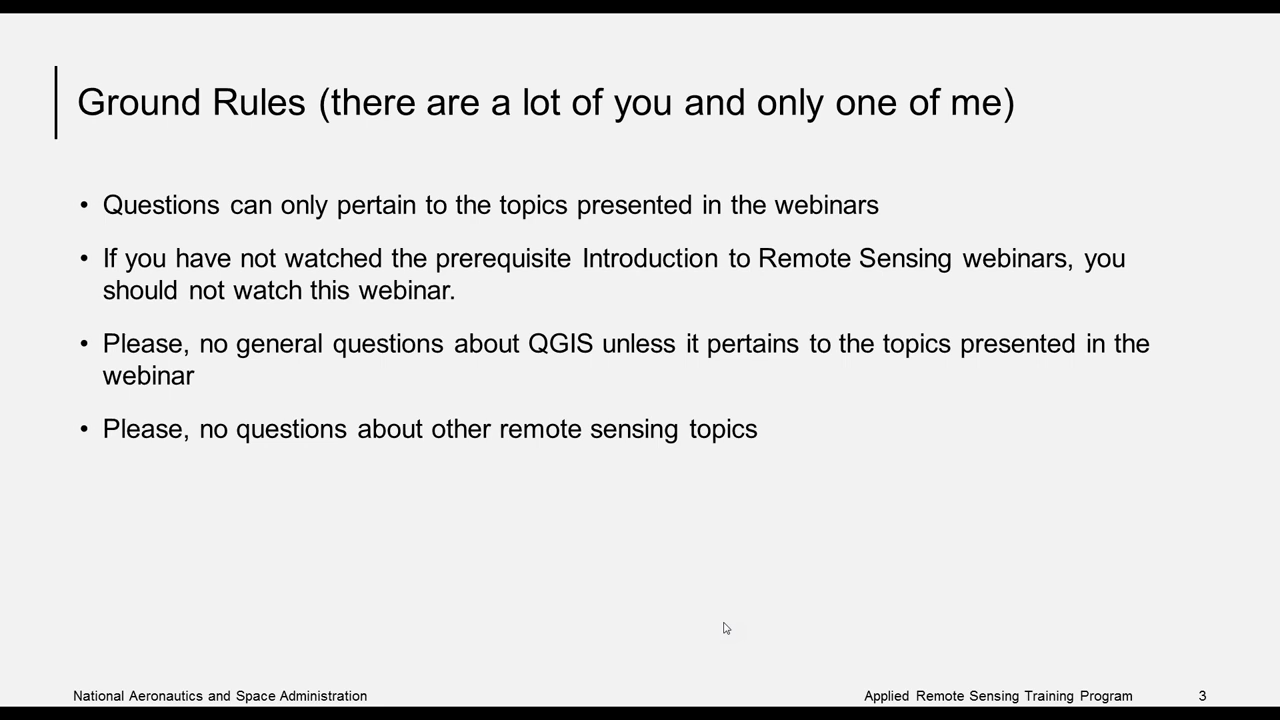 Ground Rules (there are a lot of you and only one of me)
• Questions can only pertain to the topics presented in the webinars
• If you have not watched the prerequisite Introduction to Remote Sensing webinars, you
should not watch this webinar.
• Please, no general questions about QGIS unless it pertains to the topics presented in the
webinar
• Please, no questions about other remote sensing topics
National Aeronautics and Space Administration
Applied Remote Sensing Training Program
3